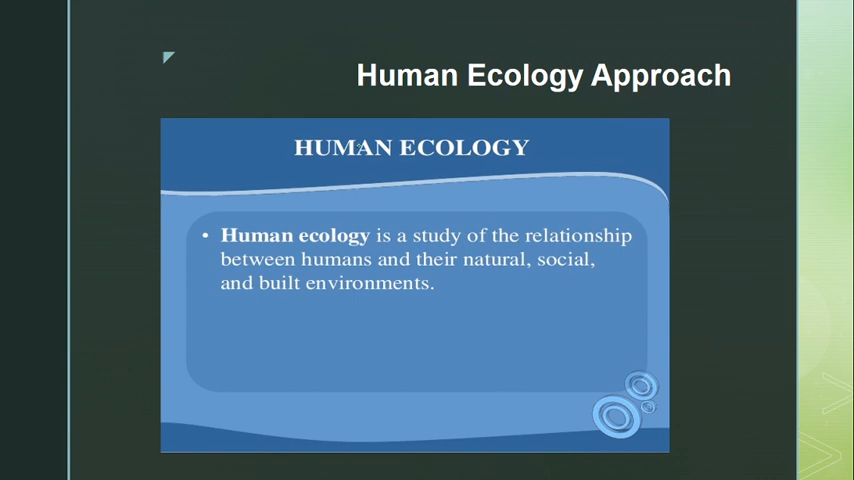 Human Ecology Approach
HUMAN ECOLOGY
• Human ecology is a study of the relationship
between humans and their natural, social,
and built environments.